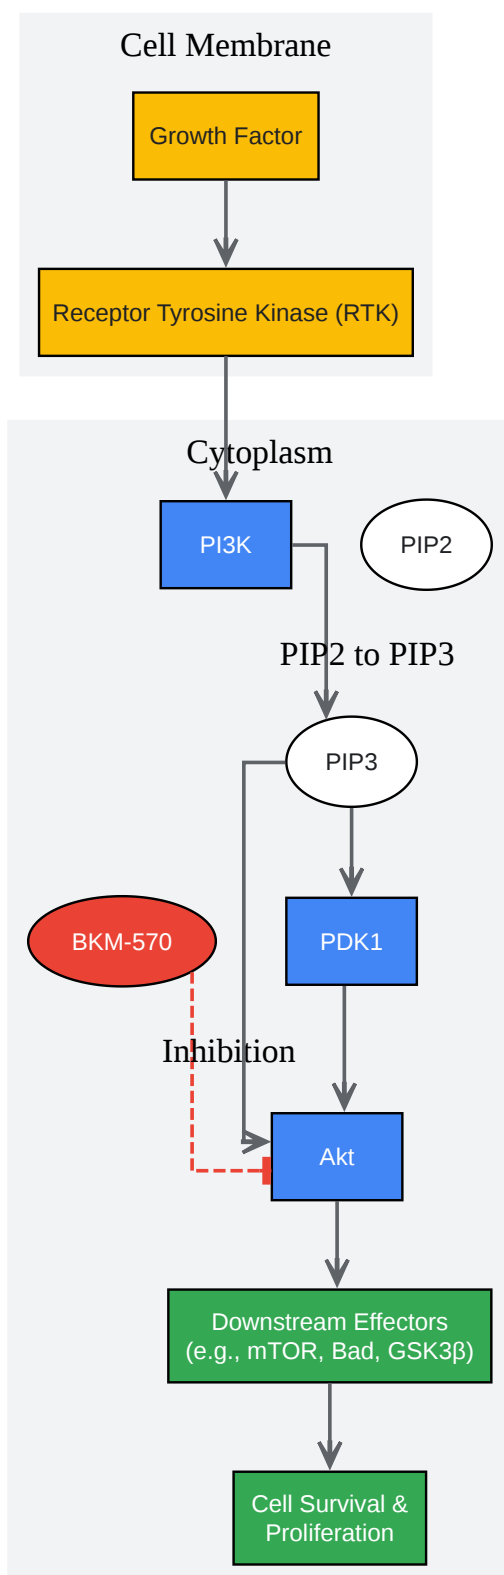 Cell Membrane
Growth Factor
Receptor Tyrosine Kinase (RTK)
Cytoplasm
PI3K
PIP2
PIP2 to PIP3
PIP3
BKM-570
PDK1
Inhibition
Akt
Downstream Effectors
(e.g., mTOR, Bad, GSK3β)
Cell Survival &
Proliferation